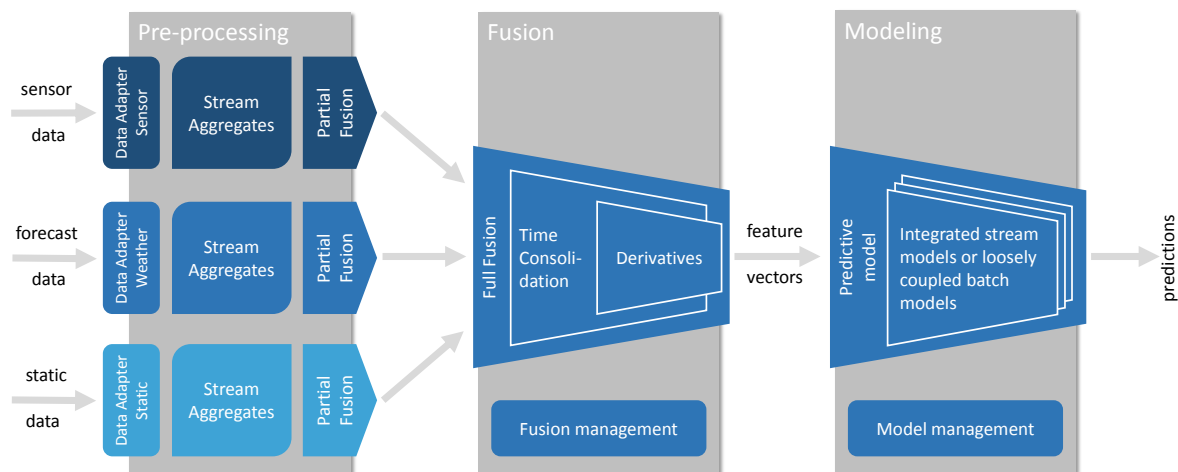 Pre-processing
Fusion
Modeling
sensor
data
Data Adapter
Sensor
Stream
Aggregates
Partial
Fusion
forecast
data
Data Adapter
Weather
Stream
Aggregates
Partial
Fusion
static
data
Data Adapter
Static
Stream
Aggregates
Partial
Fusion
Full Fusion
Time
Consoli-
dation
Derivatives
Fusion management
feature
vectors
Predictive
model
Integrated stream
models or loosely
coupled batch
models
Model management
predictions